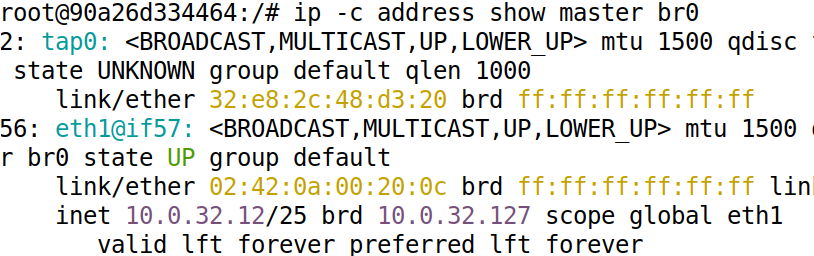 root@90a26d334464:/# ip -c address show master br0
2: tap0: <BROADCAST,MULTICAST,UP,LOWER_UP> mtu 1500 qdisc
state UNKNOWN group default qlen 1000
link/ether 32:e8:2c:48:d3:20 brd ff:ff:ff:ff:ff:ff
56: eth1@if57: <BROADCAST,MULTICAST,UP,LOWER_UP> mtu 1500
r br0 state UP group default
link/ether 02:42:0a:00:20:0c brd ff:ff:ff:ff:ff:ff lin
inet 10.0.32.12/25 brd 10.0.32.127 scope global eth1
valid lft forever preferred lft forever